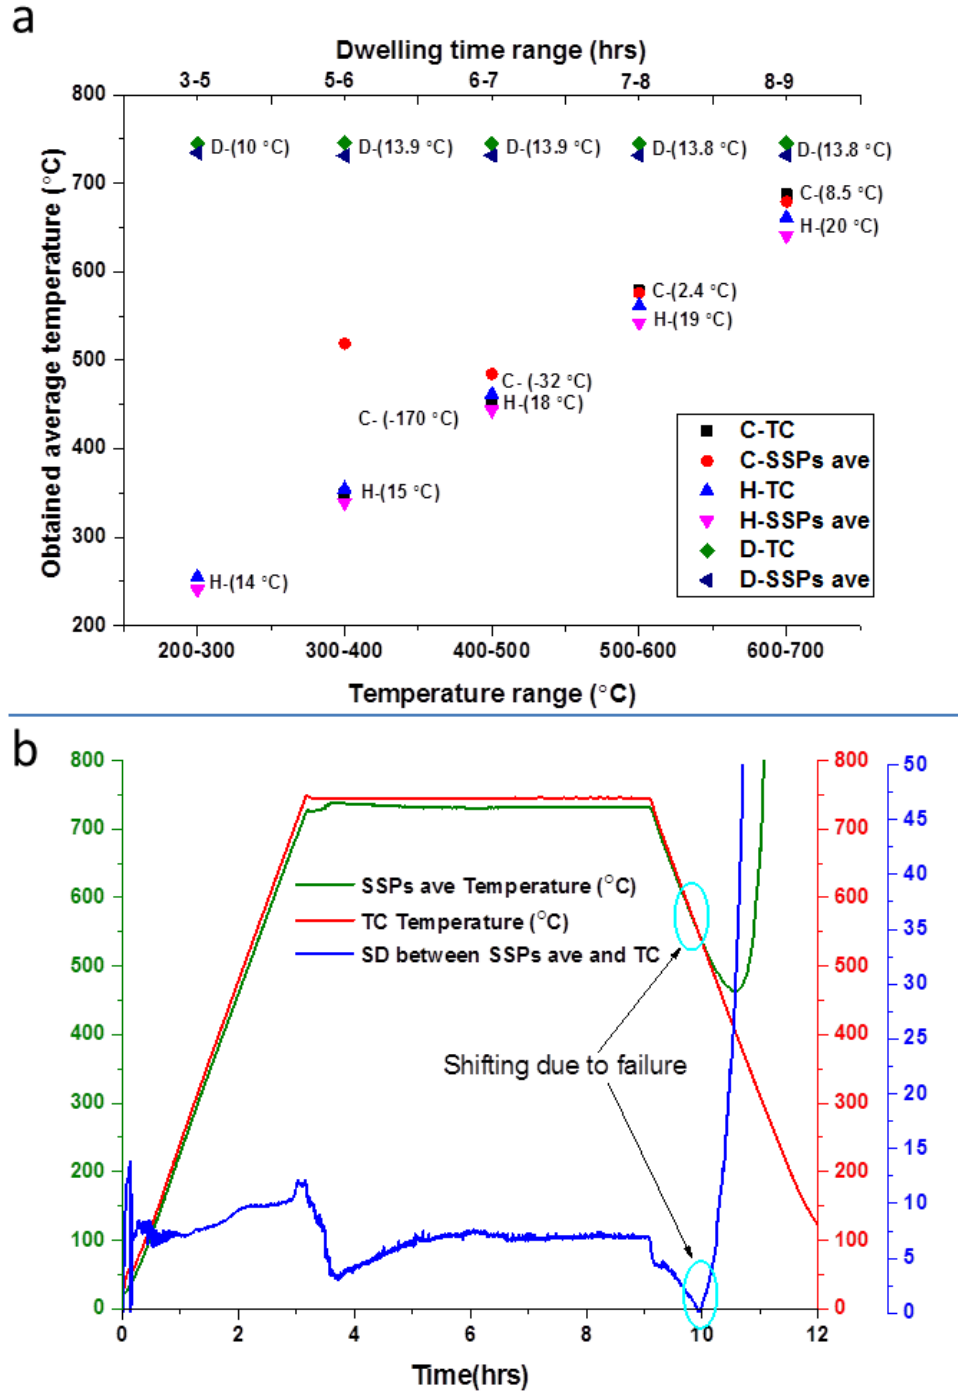 a
Dwelling time range (hrs)
3-5 5-6 6-7 7-8 8-9
Obtained average temperature (°C)
800
700
600
500
400
300
200
D-(10 °C) D-(13.9 °C) D-(13.9 °C) D-(13.8 °C) D-(13.8 °C)
C-(8.5 °C)
H-(20 °C)
C-(2.4 °C)
H-(19 °C)
C- (-32 °C)
H-(18 °C)
C- (-170 °C)
H-(15 °C)
H-(14 °C)
C-TC
C-SSPs ave
H-TC
H-SSPs ave
D-TC
D-SSPs ave
200-300 300-400 400-500 500-600 600-700
Temperature range (°C)
b
800
700
600
500
400
300
200
100
0
SSPs ave Temperature (°C)
TC Temperature (°C)
SD between SSPs ave and TC
Shifting due to failure
800
700
600
500
400
300
200
100
0
50
45
40
35
30
25
20
15
10
5
0
0 2 4 6 8 10 12
Time(hrs)